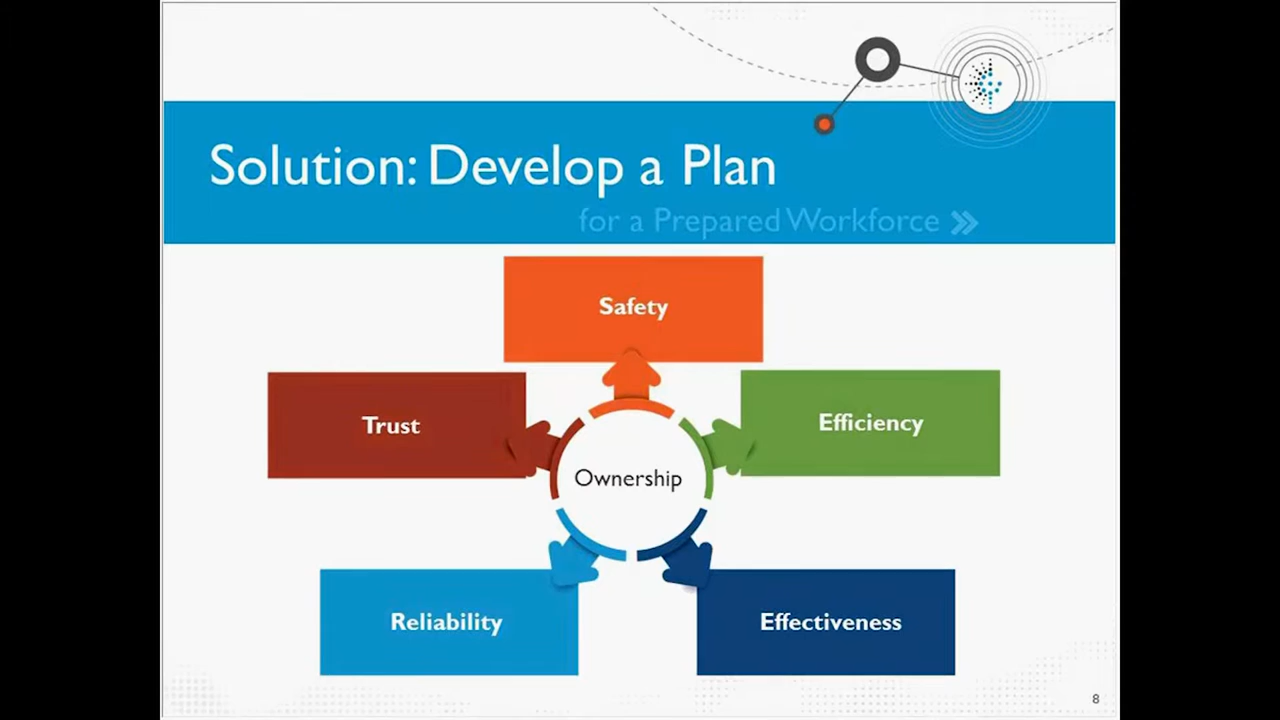 Solution: Develop a Plan
for a Prepared Workforce
Safety
Trust
Efficiency
Ownership
Reliability
Effectiveness
8